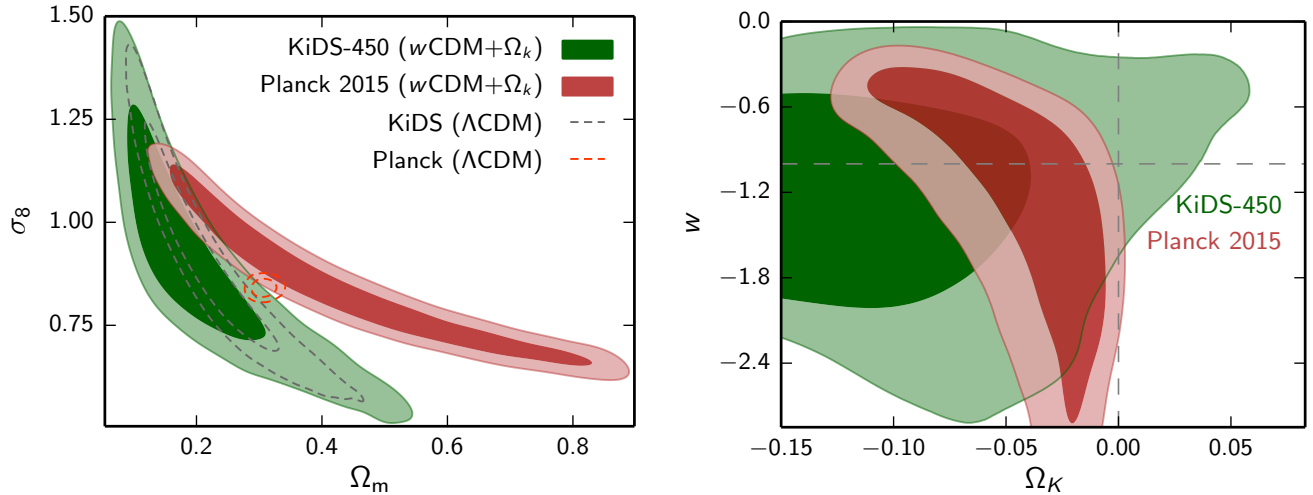 1.50
1.25
1.00
0.75
σ8
0.2
0.4
0.6
0.8
Ωm
KiDS-450 (wCDM+Ωk)
Planck 2015 (wCDM+Ωk)
KiDS (ΛCDM)
Planck (ΛCDM)
0.0
−0.6
−1.2
−1.8
−2.4
w
KiDS-450
Planck 2015
−0.15
−0.10
−0.05
0.00
0.05
ΩK